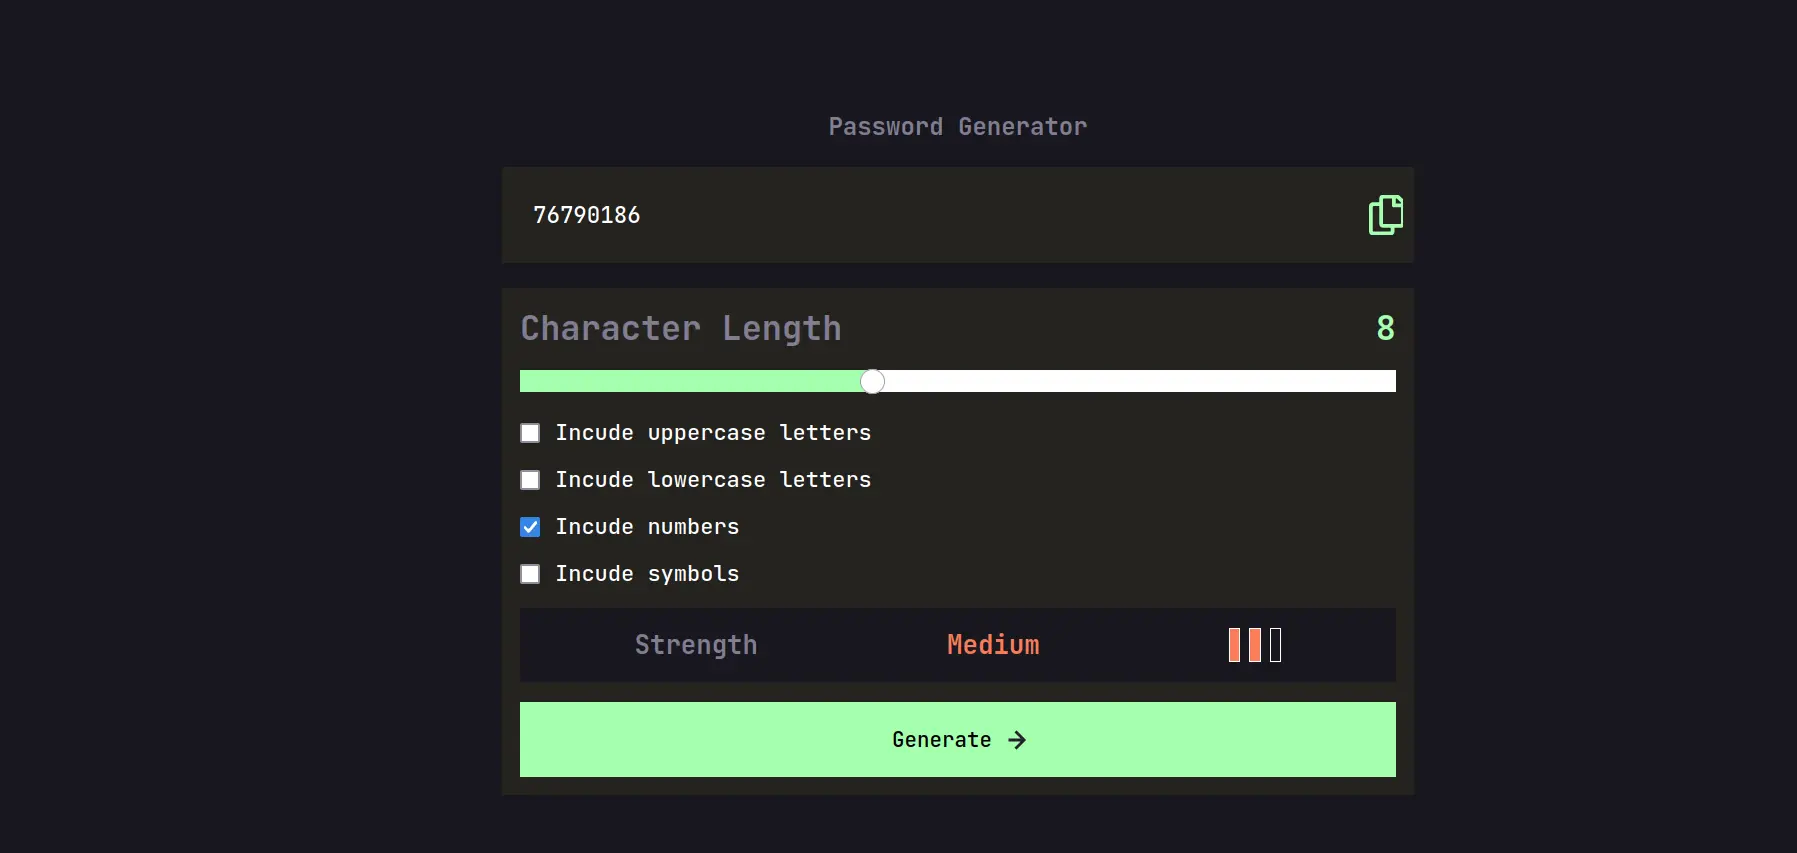 Password Generator
76790186
Character Length 8
Incude uppercase letters
Incude lowercase letters
Incude numbers
Incude symbols
Strength Medium
Generate →